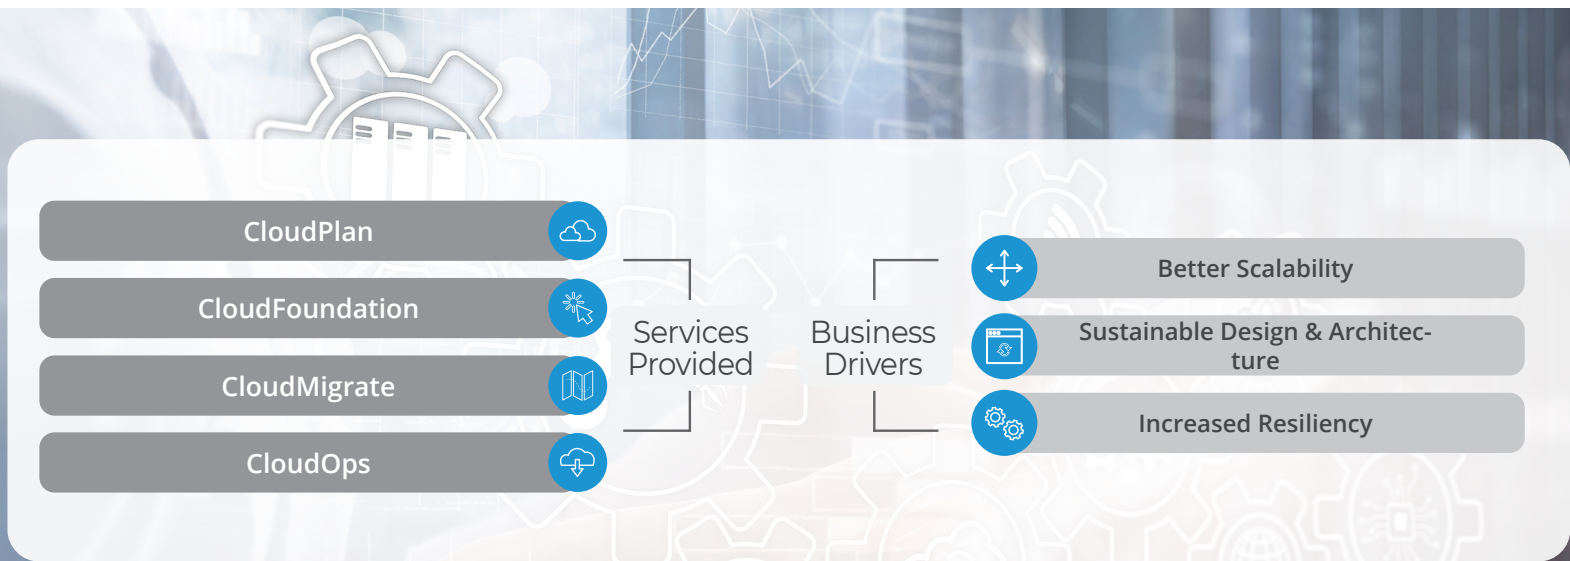 CloudPlan
CloudFoundation
CloudMigrate
CloudOps
Services
Provided
Business
Drivers
Better Scalability
Sustainable Design & Architec-
ture
Increased Resiliency